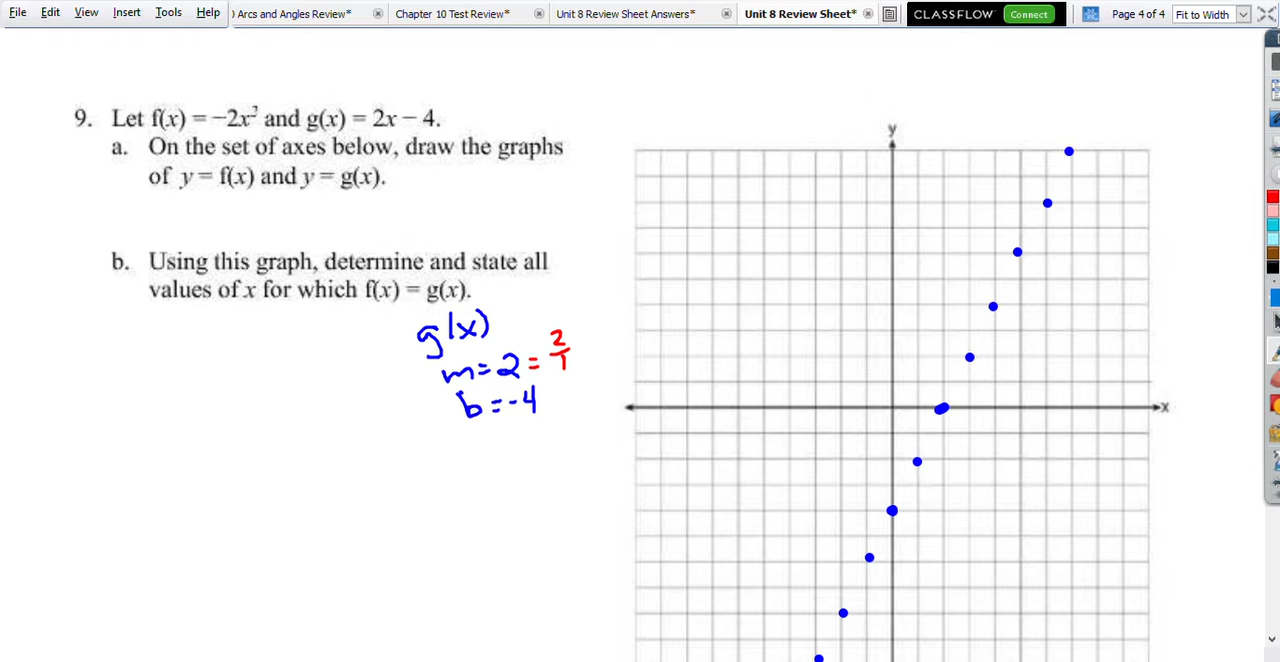 File Edit View Insert Tools Help ) Arcs and Angles Review* Chapter 10 Test Review* Unit 8 Review Sheet Answers* Unit 8 Review Sheet* CLASSFLOW Connect Page 4 of 4 Fit to Width
9. Let f(x) = −2x² and g(x) = 2x − 4.
a. On the set of axes below, draw the graphs
of y = f(x) and y = g(x).
b. Using this graph, determine and state all
values of x for which f(x) = g(x).
g(x)
m = 2 = 2/1
b = -4
y
x